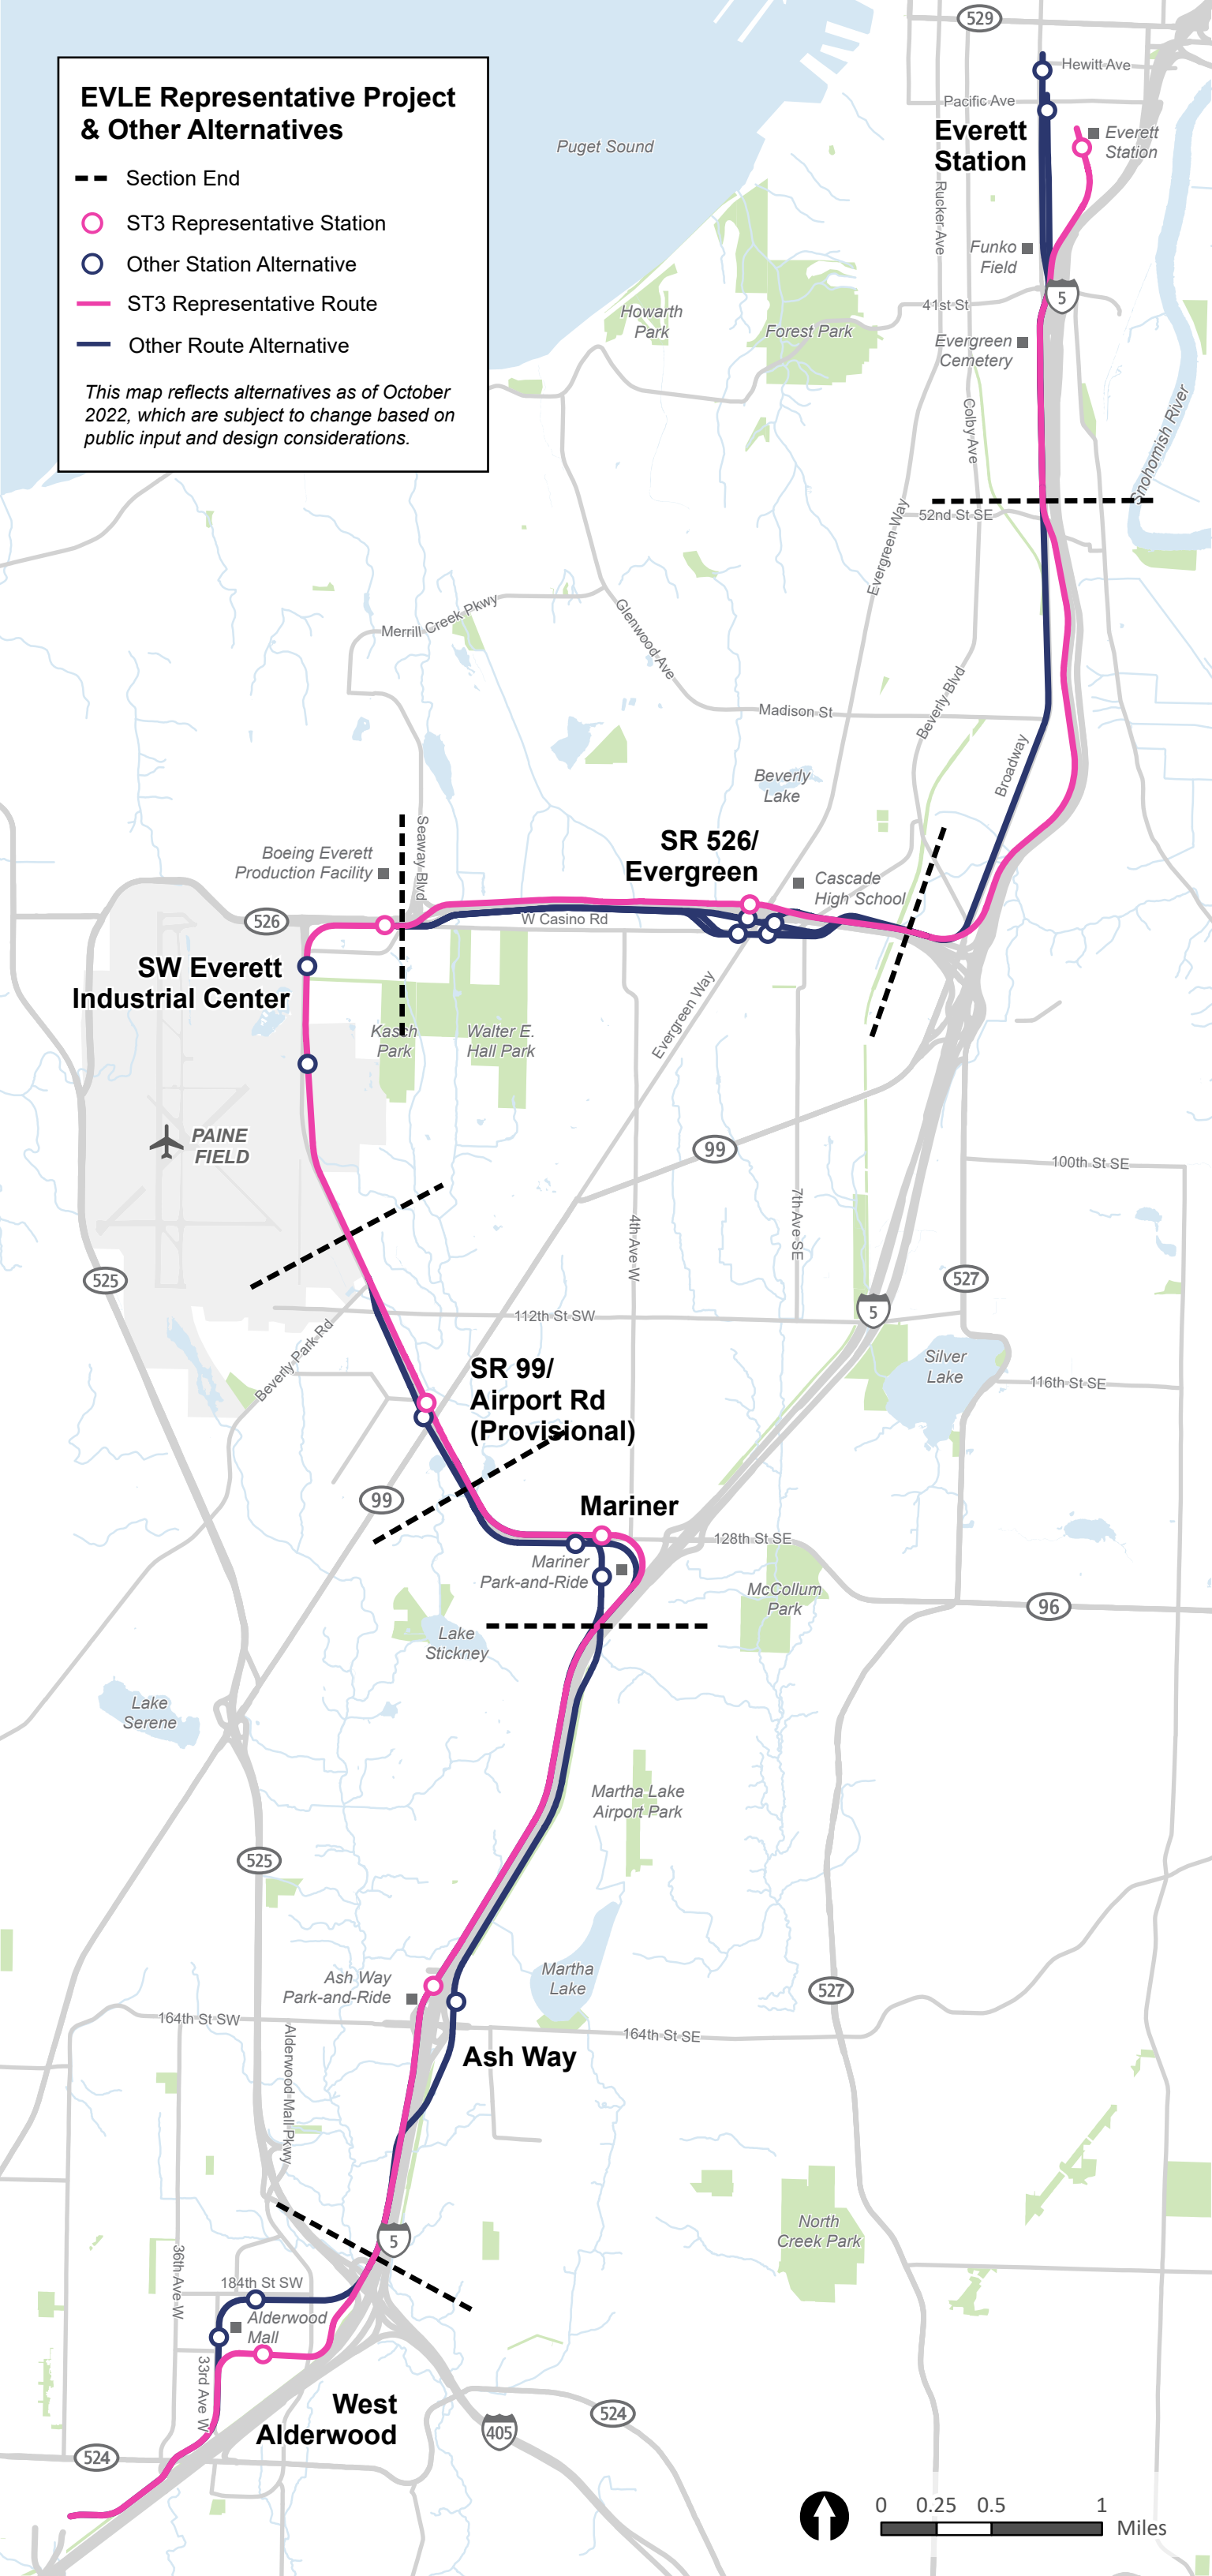 EVLE Representative Project
& Other Alternatives
Section End
ST3 Representative Station
Other Station Alternative
ST3 Representative Route
Other Route Alternative
This map reflects alternatives as of October
2022, which are subject to change based on
public input and design considerations.
529
Hewitt Ave
Pacific Ave
Everett
Station
Everett
Station
Puget Sound
Rucker Ave
Funko
Field
5
41st St
Howarth
Park
Forest Park
Evergreen
Cemetery
Colby Ave
Snohomish River
52nd St SE
Evergreen Way
Merrill Creek Pkwy
Glenwood Ave
Beverly Blvd
Madison St
Broadway
Beverly
Lake
SR 526/
Evergreen
Seaway Blvd
Boeing Everett
Production Facility
Cascade
High School
526
W Casino Rd
SW Everett
Industrial Center
Kasch
Park
Walter E.
Hall Park
Evergreen Way
PAINE
FIELD
99
100th St SE
7th Ave SE
4th Ave W
525
527
5
112th St SW
Beverly Park Rd
Silver
Lake
116th St SE
SR 99/
Airport Rd
(Provisional)
99
Mariner
128th St SE
Mariner
Park-and-Ride
McCollum
Park
96
Lake
Stickney
Lake
Serene
Martha Lake
Airport Park
525
Ash Way
Park-and-Ride
Martha
Lake
527
164th St SW
164th St SE
Alderwood Mall Pkwy
Ash Way
North
Creek Park
5
36th Ave W
184th St SW
Alderwood
Mall
33rd Ave W
West
Alderwood
524
405
524
0 0.25 0.5 1
Miles